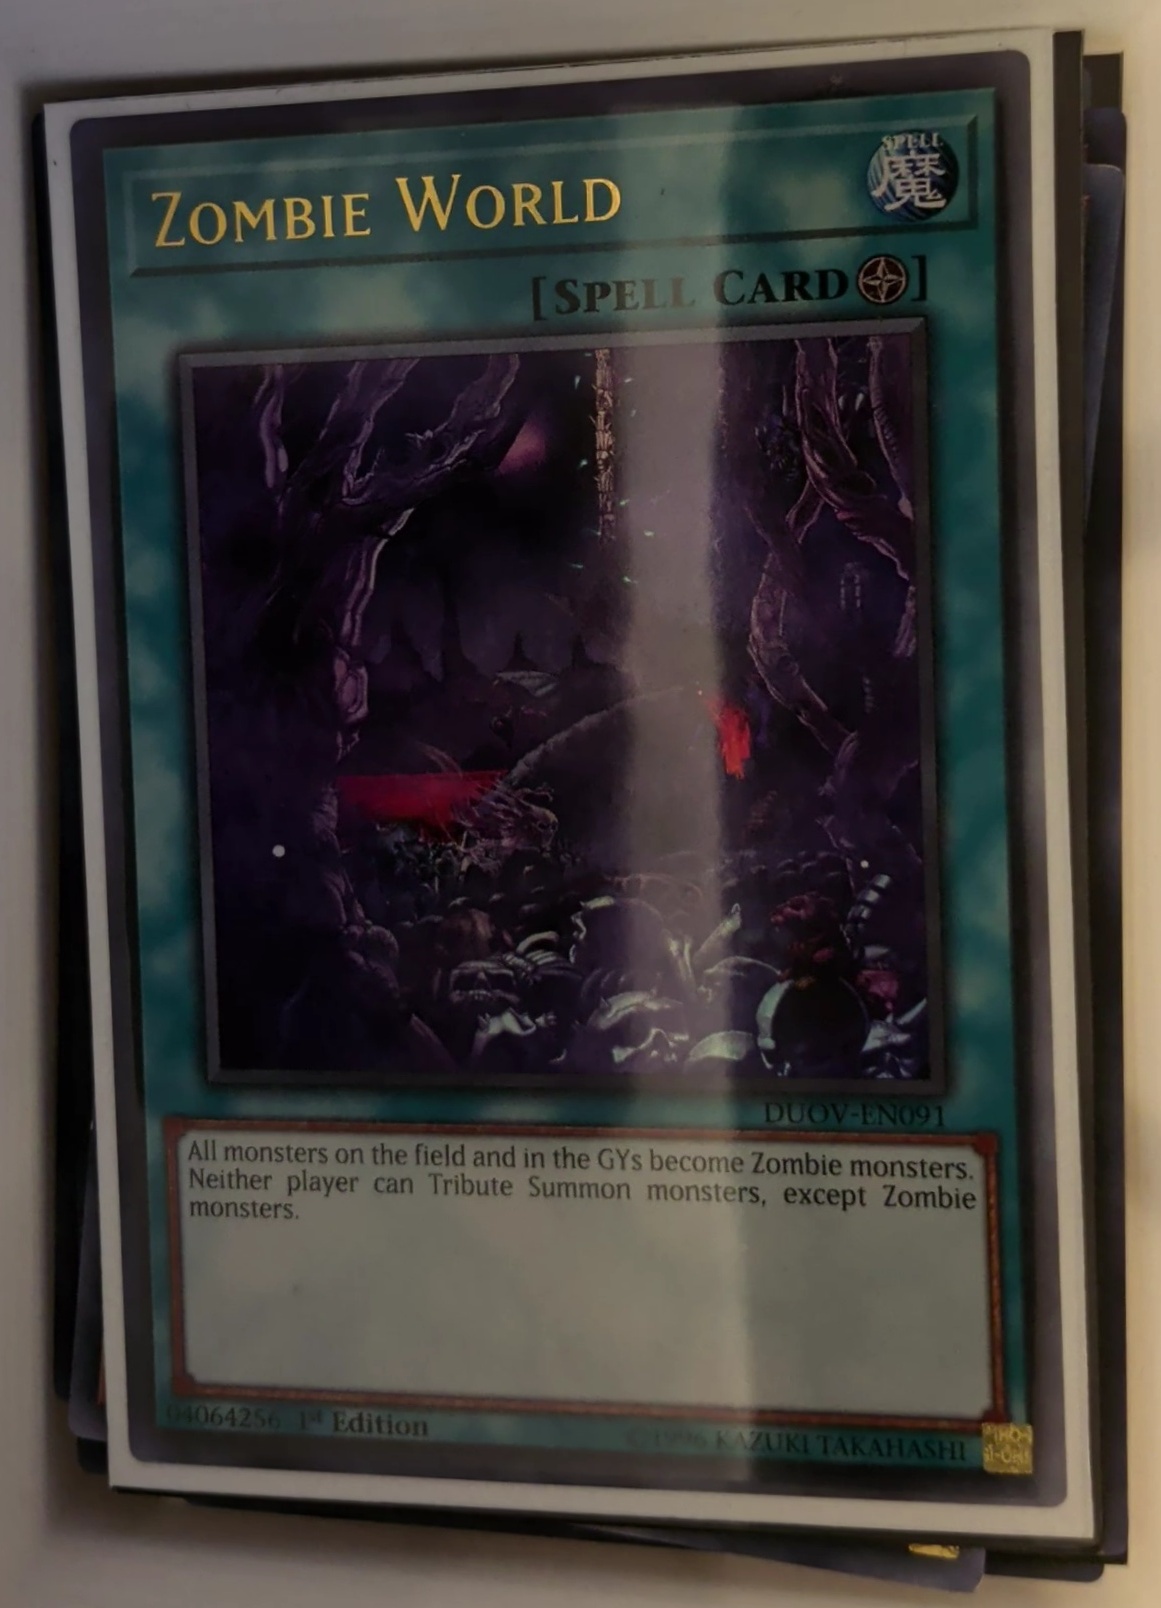 ZOMBIE WORLD
SPELL
魔
[SPELL CARD]
DUOV-EN091
All monsters on the field and in the GYs become Zombie monsters.
Neither player can Tribute Summon monsters, except Zombie
monsters.
04064256 1st Edition
©1996 KAZUKI TAKAHASHI